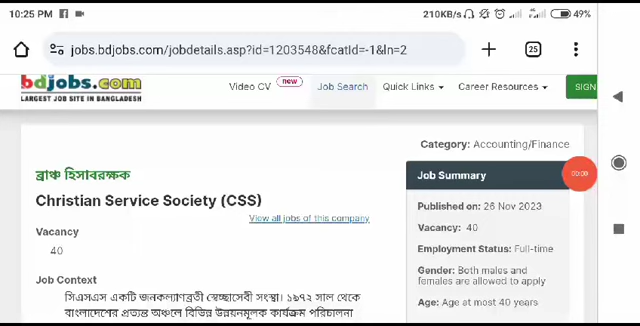 10:25 PM
210KB/s
49%
jobs.bdjobs.com/jobdetails.asp?id=1203548&fcatId=-1&ln=2
25
bdjobs.com
LARGEST JOB SITE IN BANGLADESH
Video CV new Job Search Quick Links Career Resources SIGN
Category: Accounting/Finance
ব্রাঞ্চ হিসাবরক্ষক
Christian Service Society (CSS)
View all jobs of this company
Vacancy
40
Job Context
সিএসএস একটি জনকল্যাণব্রতী স্বেচ্ছাসেবী সংস্থা। ১৯৭২ সাল থেকে
বাংলাদেশের প্রত্যন্ত অঞ্চলে বিভিন্ন উন্নয়নমূলক কার্যক্রম পরিচালনা
Job Summary
00:00
Published on: 26 Nov 2023
Vacancy: 40
Employment Status: Full-time
Gender: Both males and
females are allowed to apply
Age: Age at most 40 years